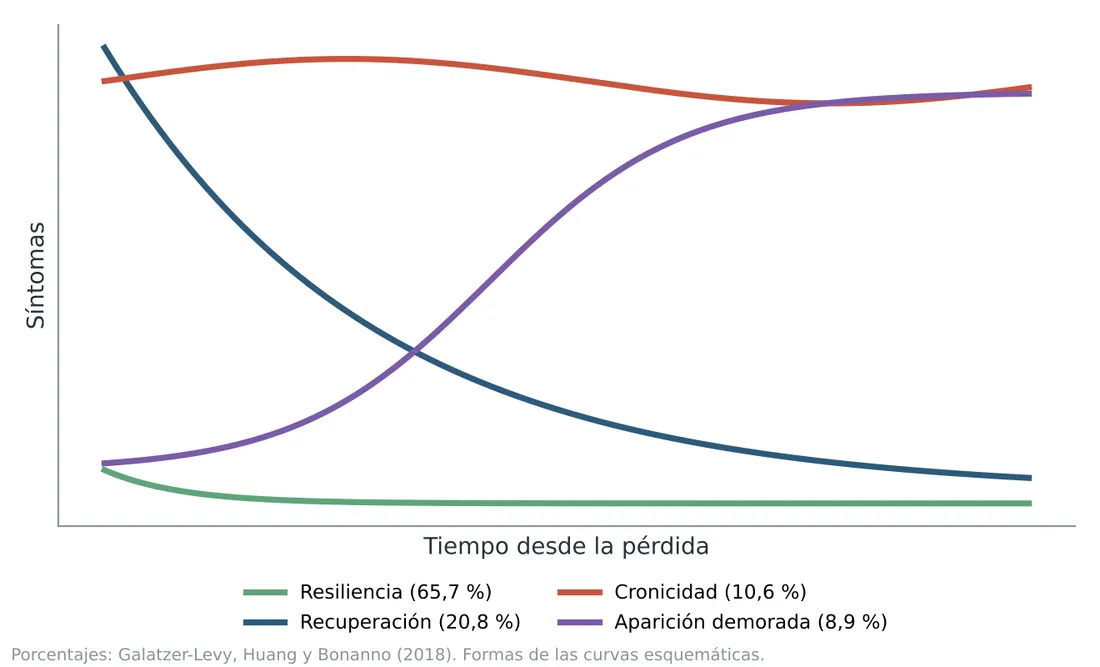 Síntomas
Tiempo desde la pérdida
Resiliencia (65,7 %)
Cronicidad (10,6 %)
Recuperación (20,8 %)
Aparición demorada (8,9 %)
Porcentajes: Galatzer-Levy, Huang y Bonanno (2018). Formas de las curvas esquemáticas.